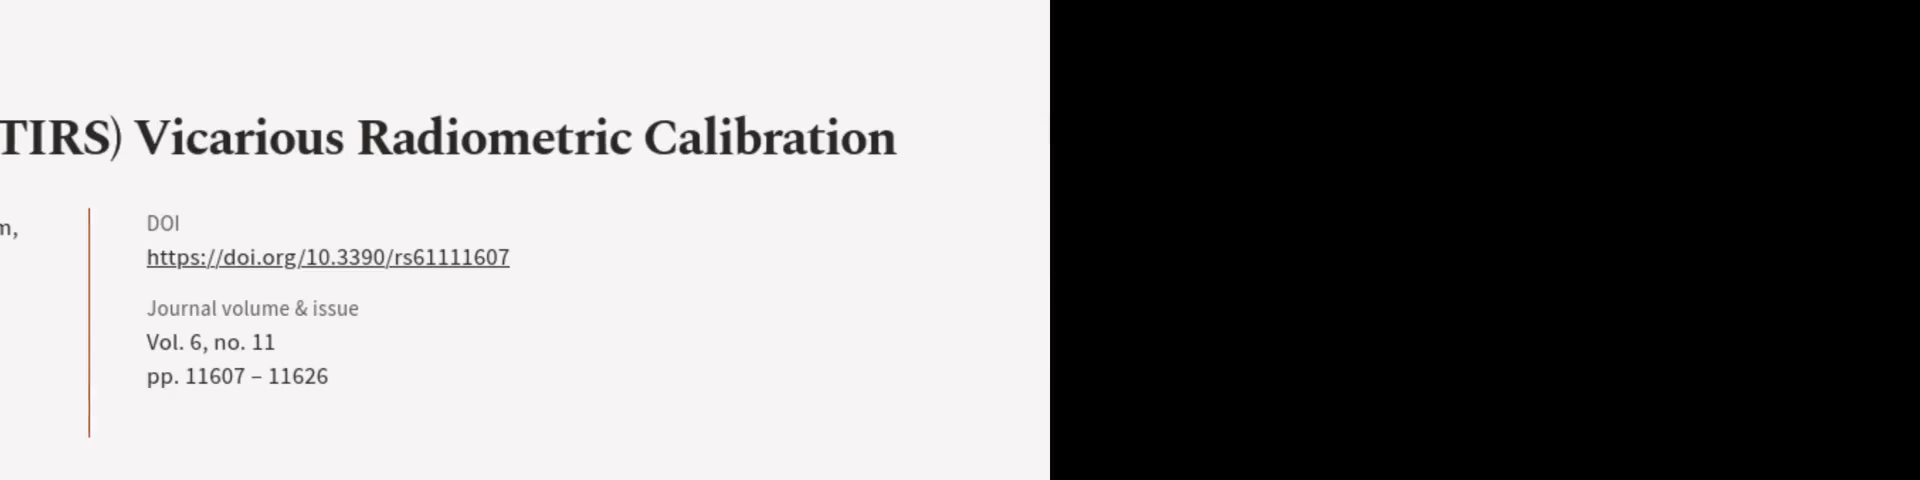 TIRS) Vicarious Radiometric Calibration
m,
DOI
https://doi.org/10.3390/rs61111607
Journal volume & issue
Vol. 6, no. 11
pp. 11607 – 11626